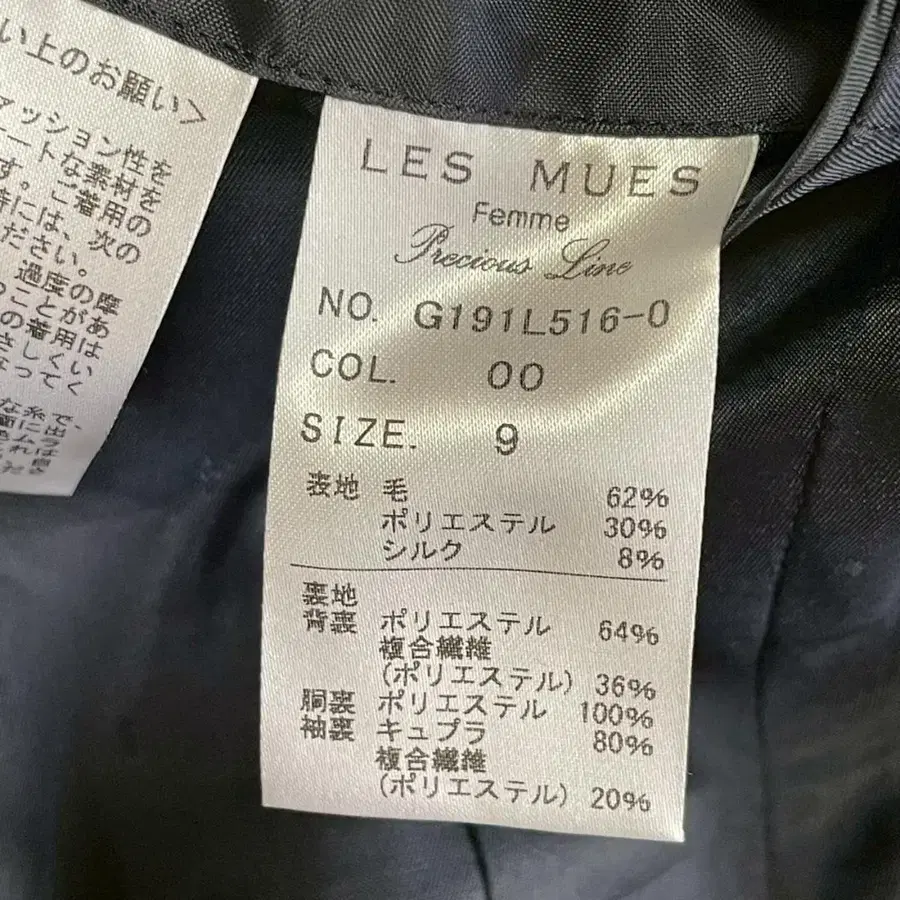 い上のお願い>
ァッション性を
ートな素材を
す。ご着用の
時には、次の
ださい。
過度の摩
ことがあ
の着用は
さしくい
なってく
な糸で、
LES MUES
Femme
Precious Line
NO. G191L516-0
COL. 00
SIZE. 9
表地 毛 62%
ポリエステル 30%
シルク 8%
裏地
背裏 ポリエステル 64%
複合繊維
(ポリエステル) 36%
胴裏 ポリエステル 100%
袖裏 キュプラ 80%
複合繊維
(ポリエステル) 20%